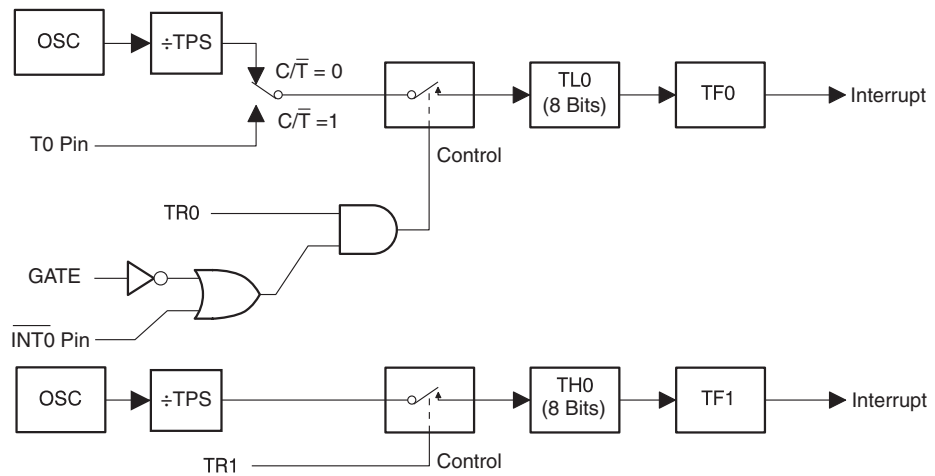 OSC
÷TPS
C/T̅ = 0
C/T̅ =1
T0 Pin
TL0
(8 Bits)
TF0
Interrupt
Control
TR0
GATE
I̅N̅T̅0̅ Pin
OSC
÷TPS
TH0
(8 Bits)
TF1
Interrupt
TR1
Control